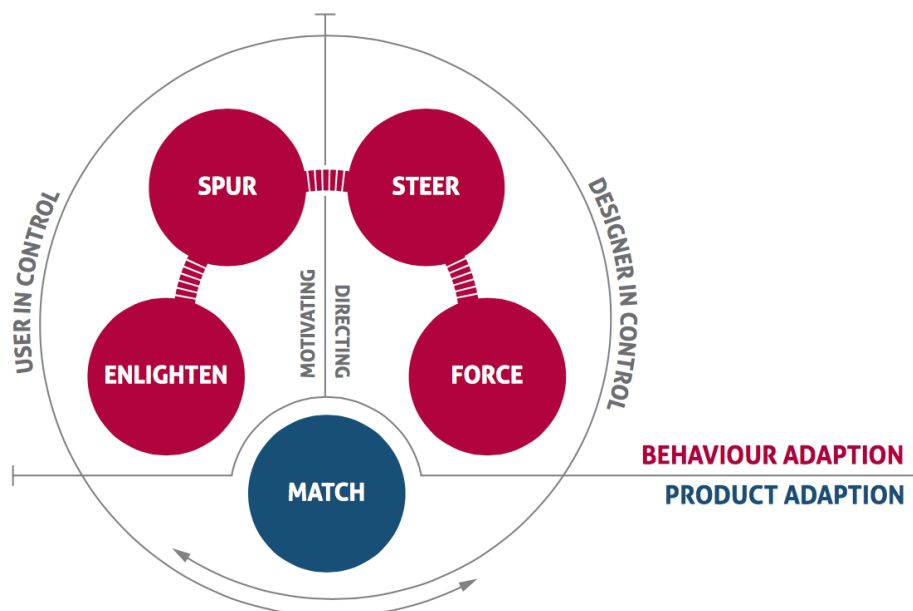 SPUR
STEER
USER IN CONTROL
DESIGNER IN CONTROL
MOTIVATING
DIRECTING
ENLIGHTEN
FORCE
BEHAVIOUR ADAPTION
MATCH
PRODUCT ADAPTION